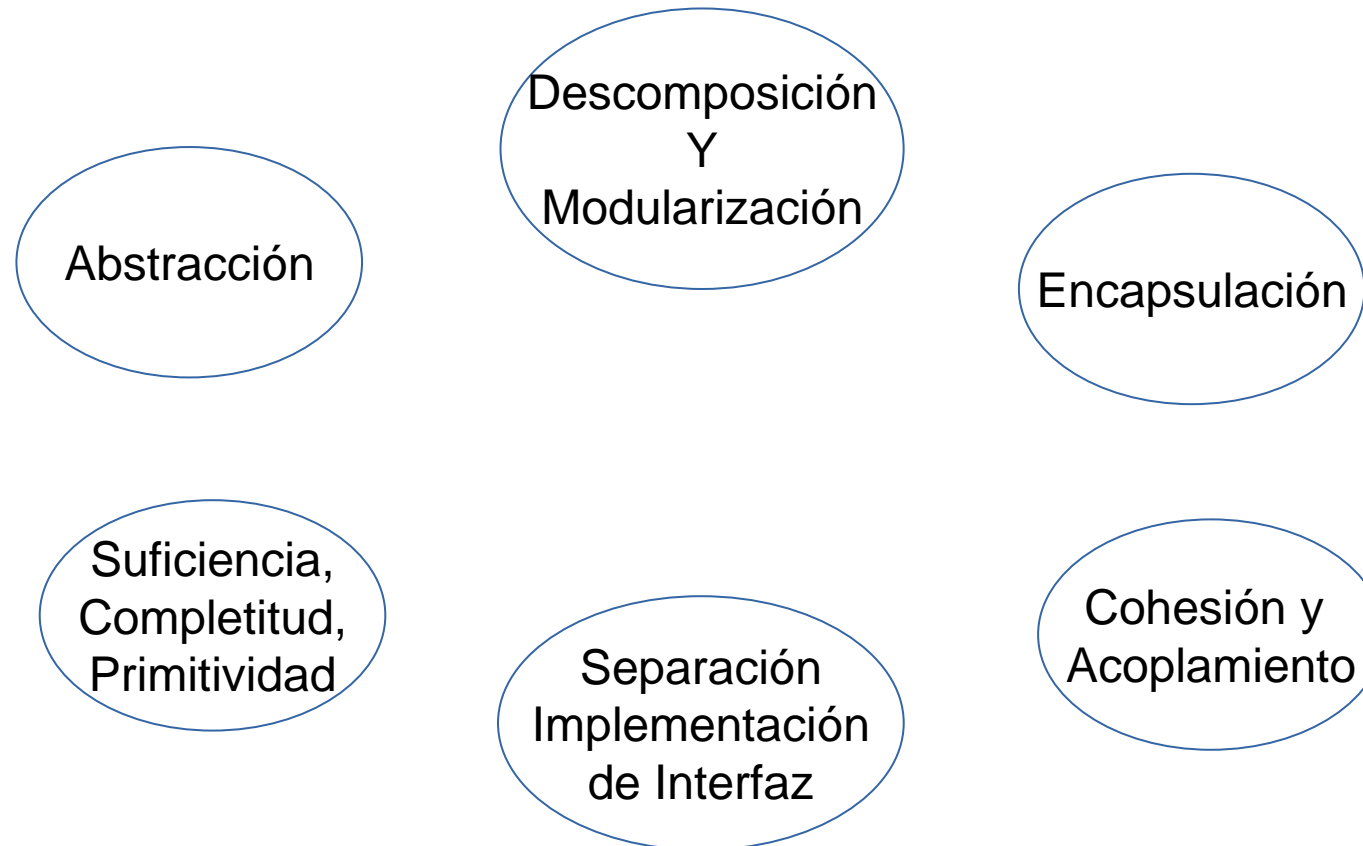 Descomposición
Y
Modularización
Abstracción
Encapsulación
Suficiencia,
Completitud,
Primitividad
Separación
Implementación
de Interfaz
Cohesión y
Acoplamiento